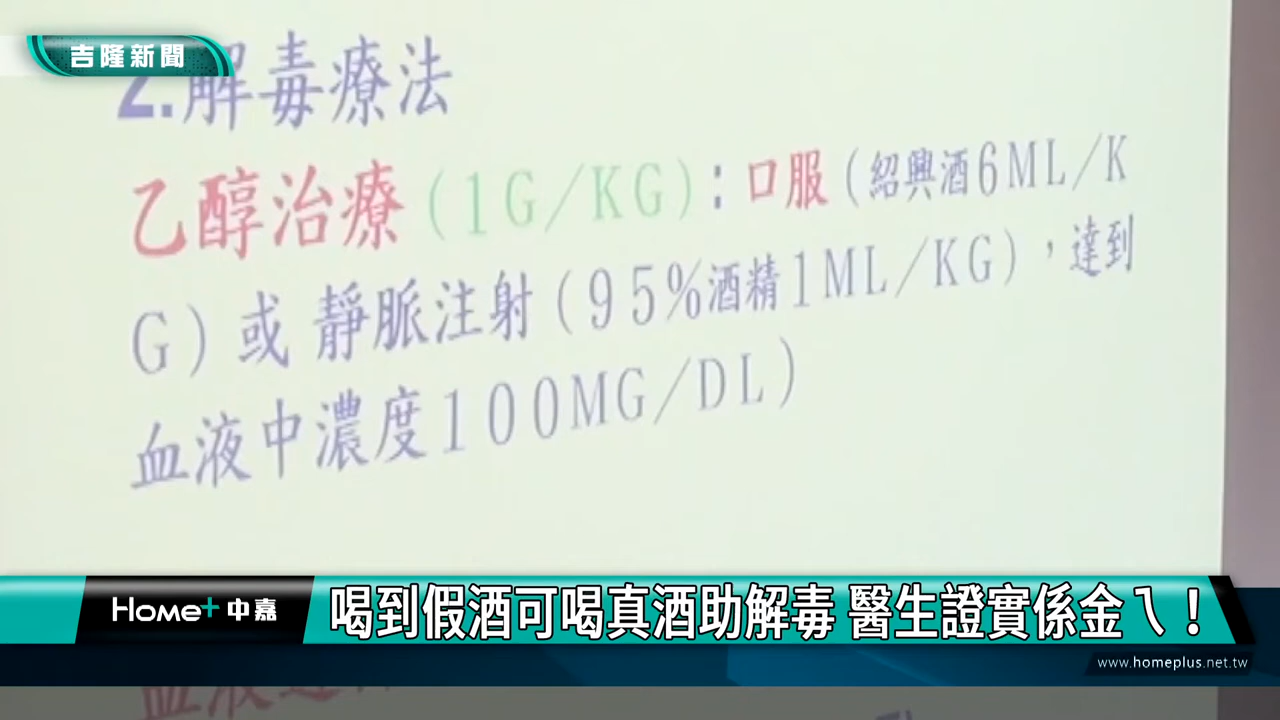 吉隆新聞
2.解毒療法
乙醇治療(1G/KG):口服(紹興酒6ML/K
G)或 靜脈注射(95%酒精1ML/KG),達到
血液中濃度100MG/DL)
Home+中嘉
喝到假酒可喝真酒助解毒 醫生證實係金ㄟ!
www.homeplus.net.tw
血液透